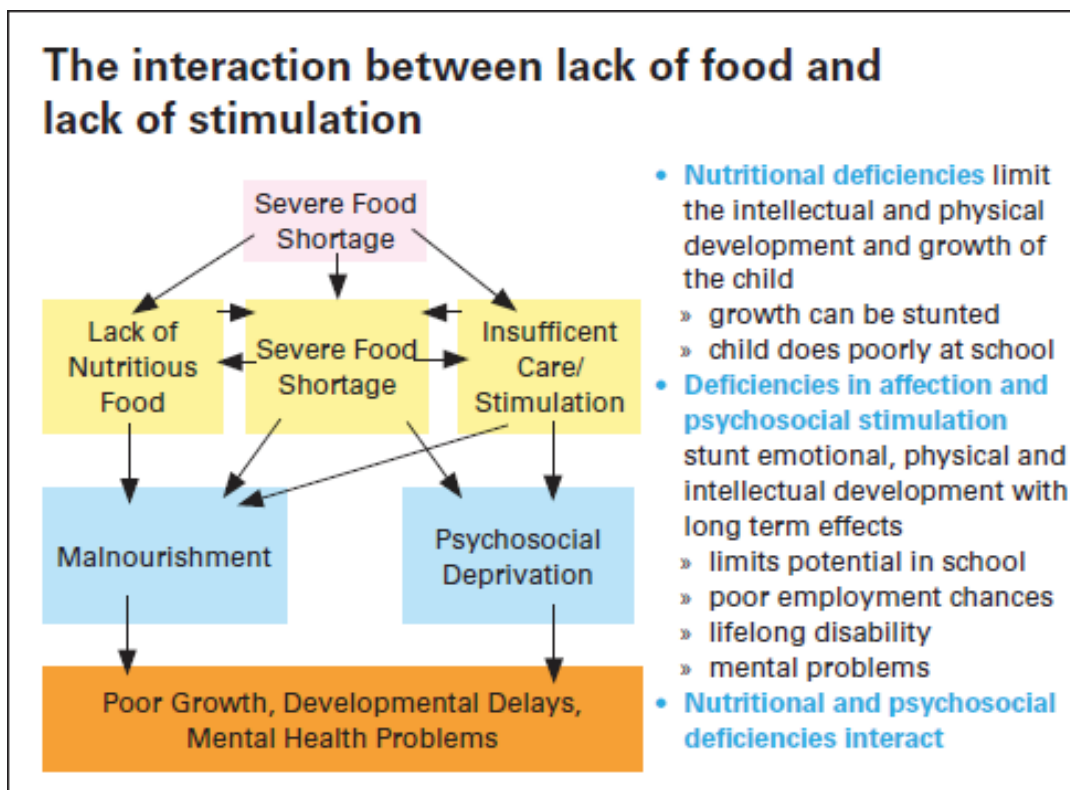 The interaction between lack of food and
lack of stimulation
Severe Food
Shortage
Lack of
Nutritious
Food
Severe Food
Shortage
Insufficent
Care/
Stimulation
Malnourishment
Psychosocial
Deprivation
Poor Growth, Developmental Delays,
Mental Health Problems
• Nutritional deficiencies limit
the intellectual and physical
development and growth of
the child
» growth can be stunted
» child does poorly at school
• Deficiencies in affection and
psychosocial stimulation
stunt emotional, physical and
intellectual development with
long term effects
» limits potential in school
» poor employment chances
» lifelong disability
» mental problems
• Nutritional and psychosocial
deficiencies interact